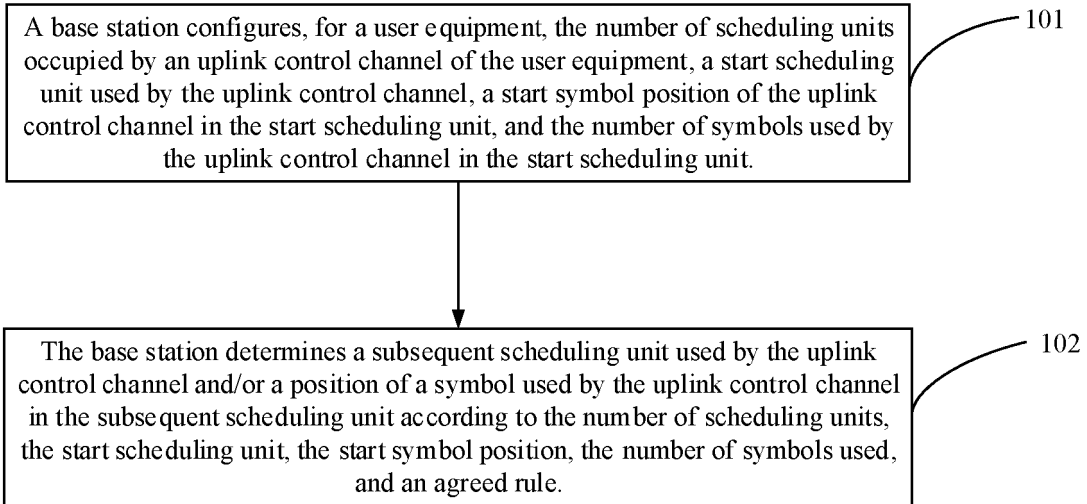 A base station configures, for a user equipment, the number of scheduling units
occupied by an uplink control channel of the user equipment, a start scheduling
unit used by the uplink control channel, a start symbol position of the uplink
control channel in the start scheduling unit, and the number of symbols used by
the uplink control channel in the start scheduling unit.
101
The base station determines a subsequent scheduling unit used by the uplink
control channel and/or a position of a symbol used by the uplink control channel
in the subsequent scheduling unit according to the number of scheduling units,
the start scheduling unit, the start symbol position, the number of symbols used,
and an agreed rule.
102